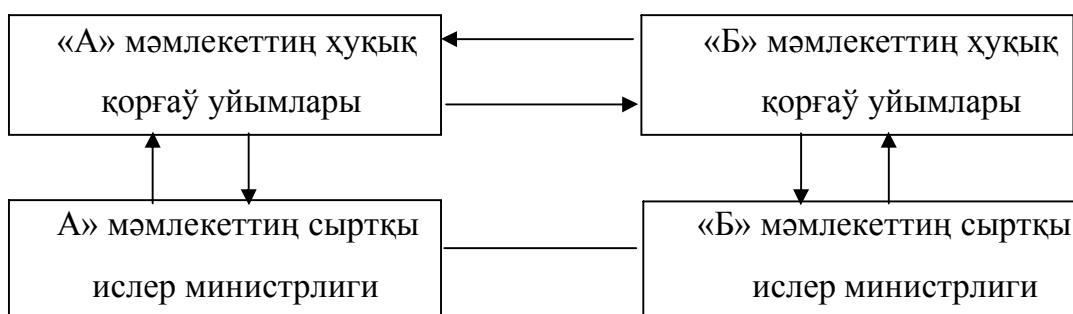 «А» мәмлекеттиң ҳуқық
қорғаў уйымлары
«Б» мәмлекеттиң ҳуқық
қорғаў уйымлары
А» мәмлекеттиң сыртқы
ислер министрлиги
«Б» мәмлекеттиң сыртқы
ислер министрлиги